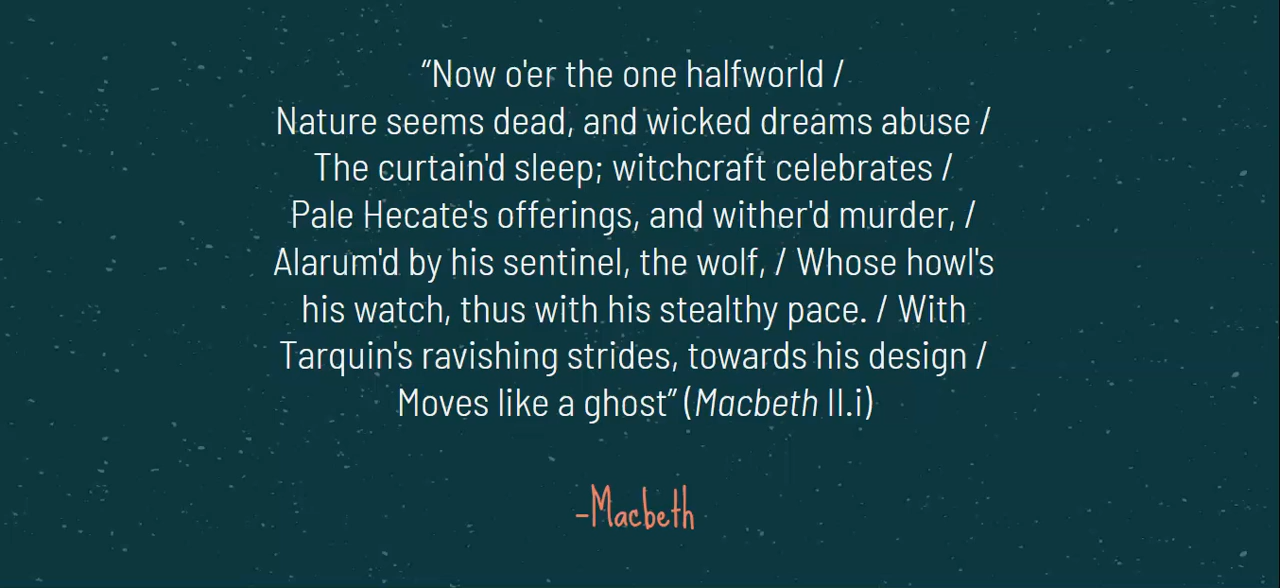 “Now o'er the one halfworld /
Nature seems dead, and wicked dreams abuse /
The curtain'd sleep; witchcraft celebrates /
Pale Hecate's offerings, and wither'd murder, /
Alarum'd by his sentinel, the wolf, / Whose howl's
his watch, thus with his stealthy pace. / With
Tarquin's ravishing strides, towards his design /
Moves like a ghost” (Macbeth II.i)
–Macbeth